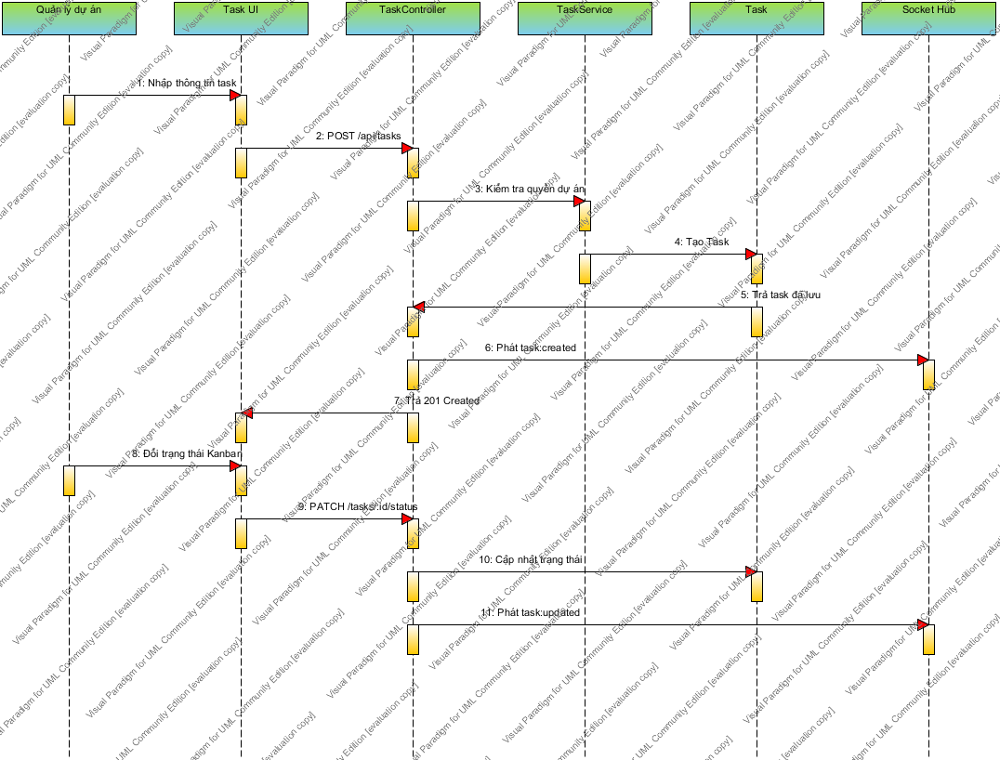 Quản lý dự án
Task UI
TaskController
TaskService
Task
Socket Hub
1: Nhập thông tin task
2: POST /api/tasks
3: Kiểm tra quyền dự án
4: Tạo Task
5: Trả task đã lưu
6: Phát task:created
7: Trả 201 Created
8: Đổi trạng thái Kanban
9: PATCH /tasks/:id/status
10: Cập nhật trạng thái
11: Phát task:updated
Visual Paradigm for UML Community Edition [evaluation copy]